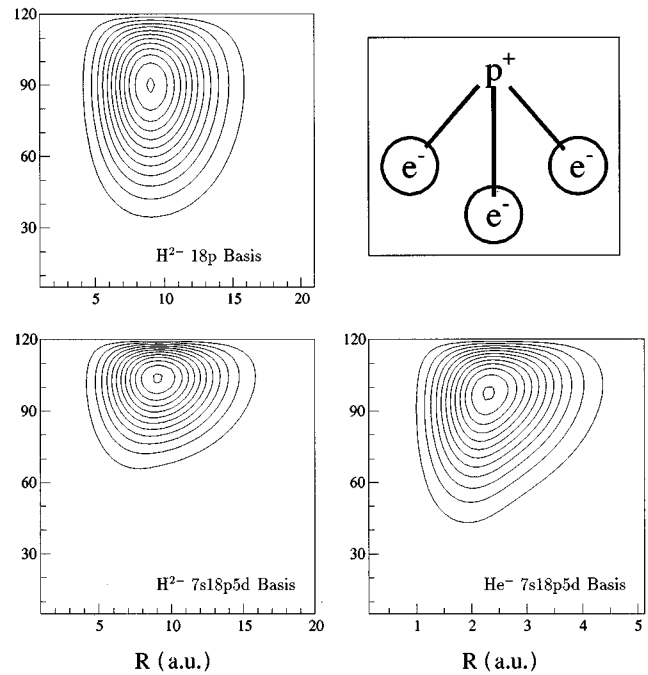 120
90
60
30
H²⁻ 18p Basis
5 10 15 20
p⁺
e⁻ e⁻
e⁻
120
90
60
30
H²⁻ 7s18p5d Basis
5 10 15 20
R (a.u.)
120
90
60
30
He⁻ 7s18p5d Basis
1 2 3 4 5
R (a.u.)